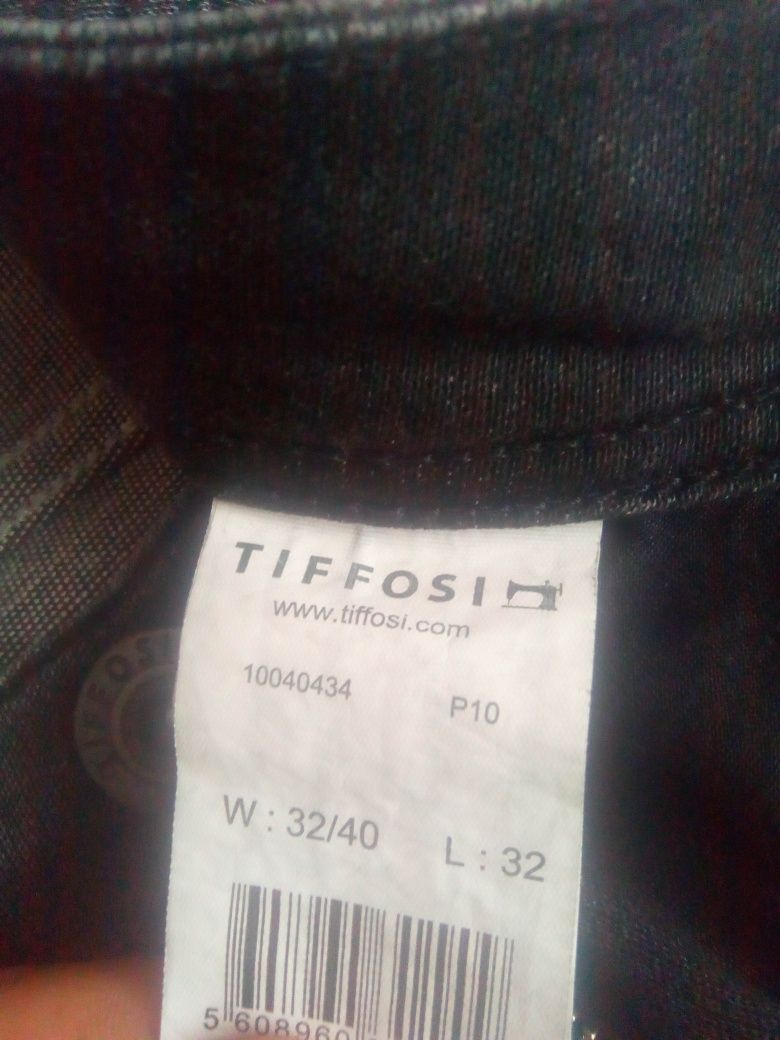 TIFFOSI
www.tiffosi.com
10040434 P10
W : 32/40 L : 32
5 608960